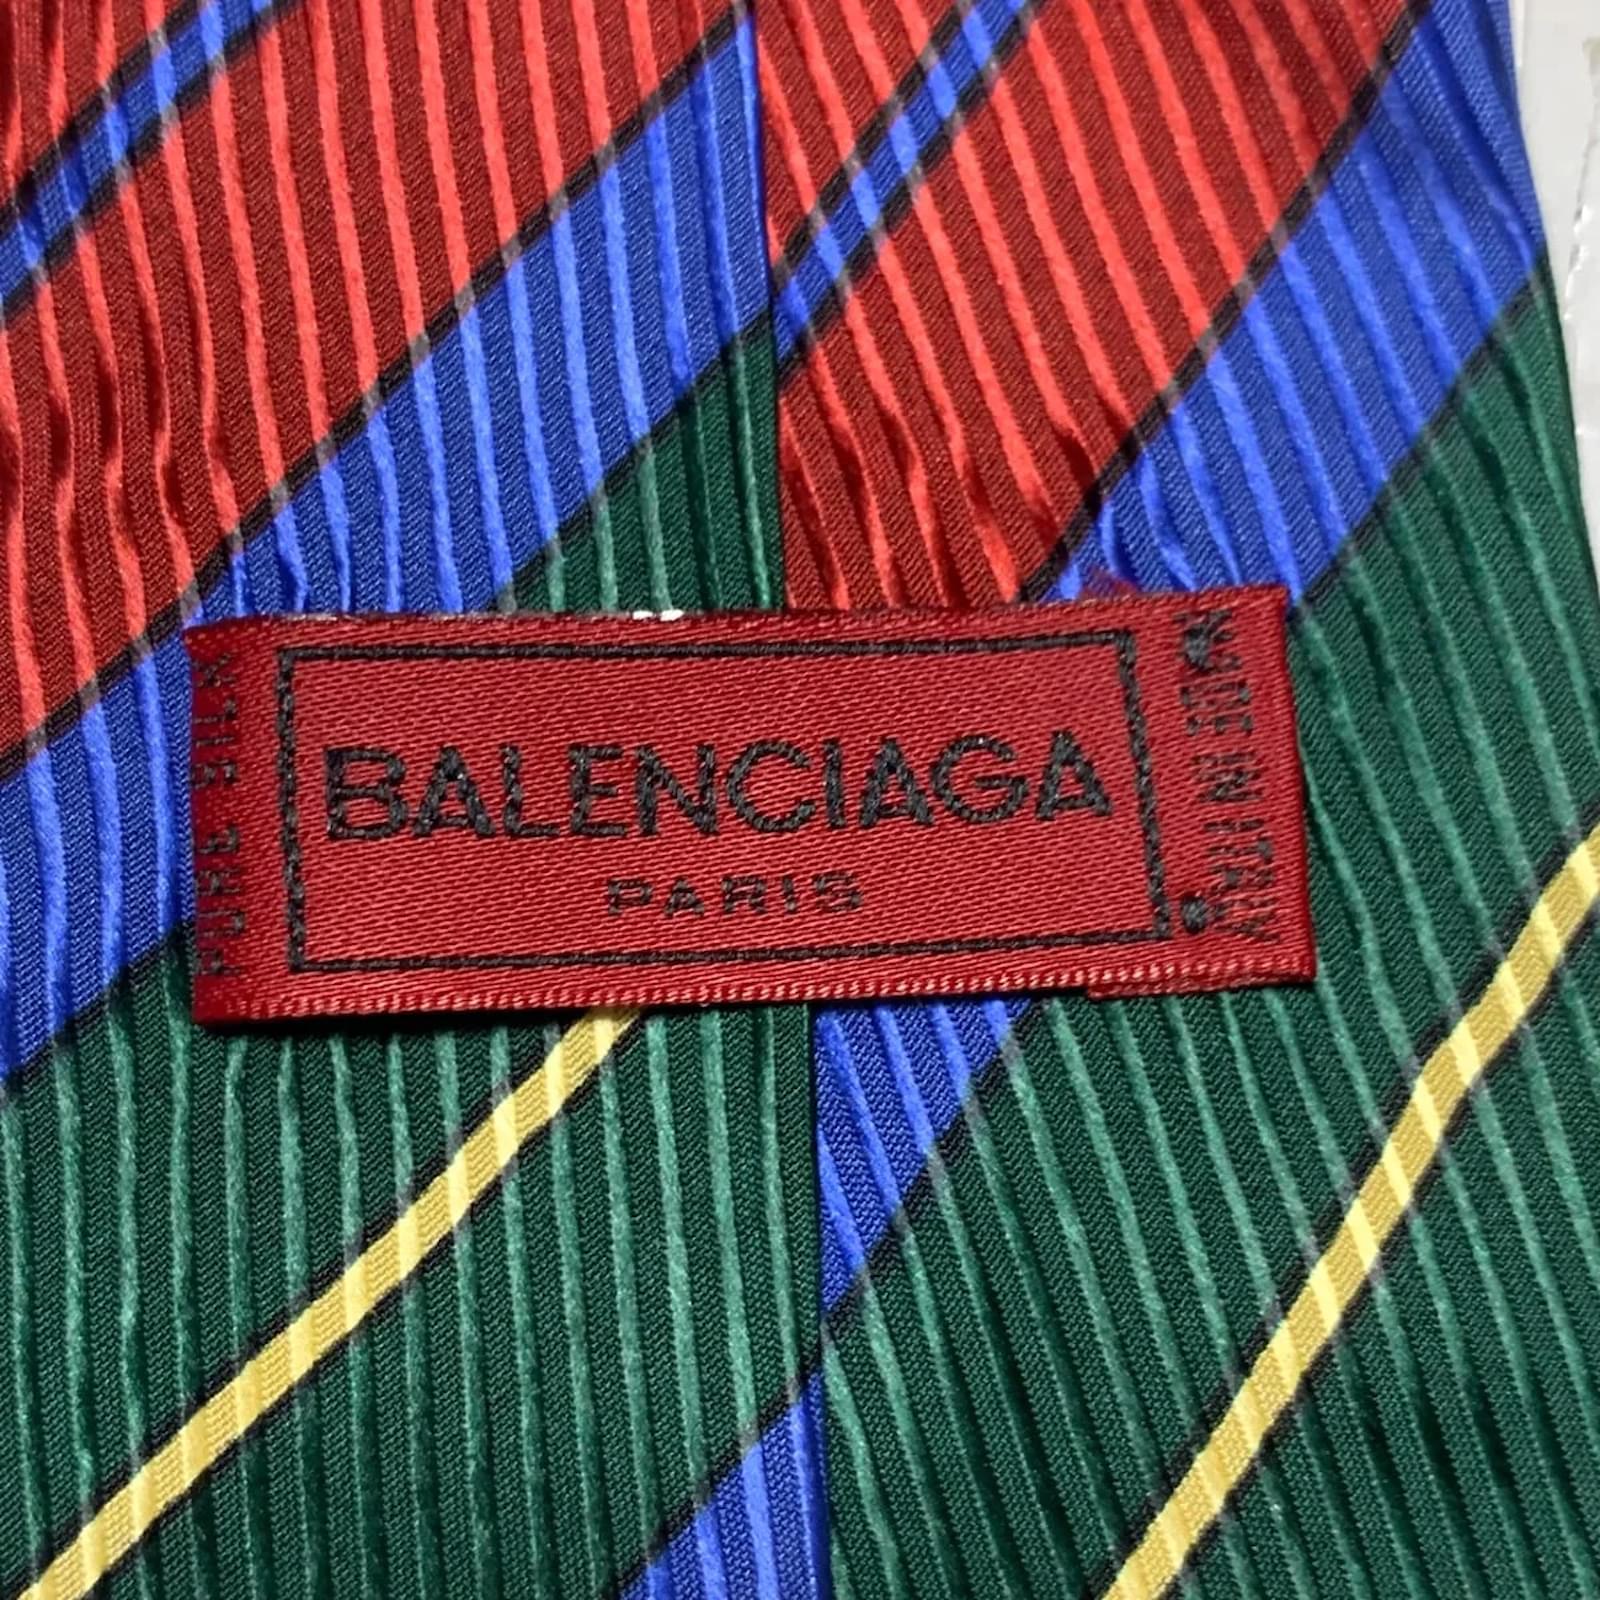 BALENCIAGA
PARIS
PURE SILK
MADE IN ITALY